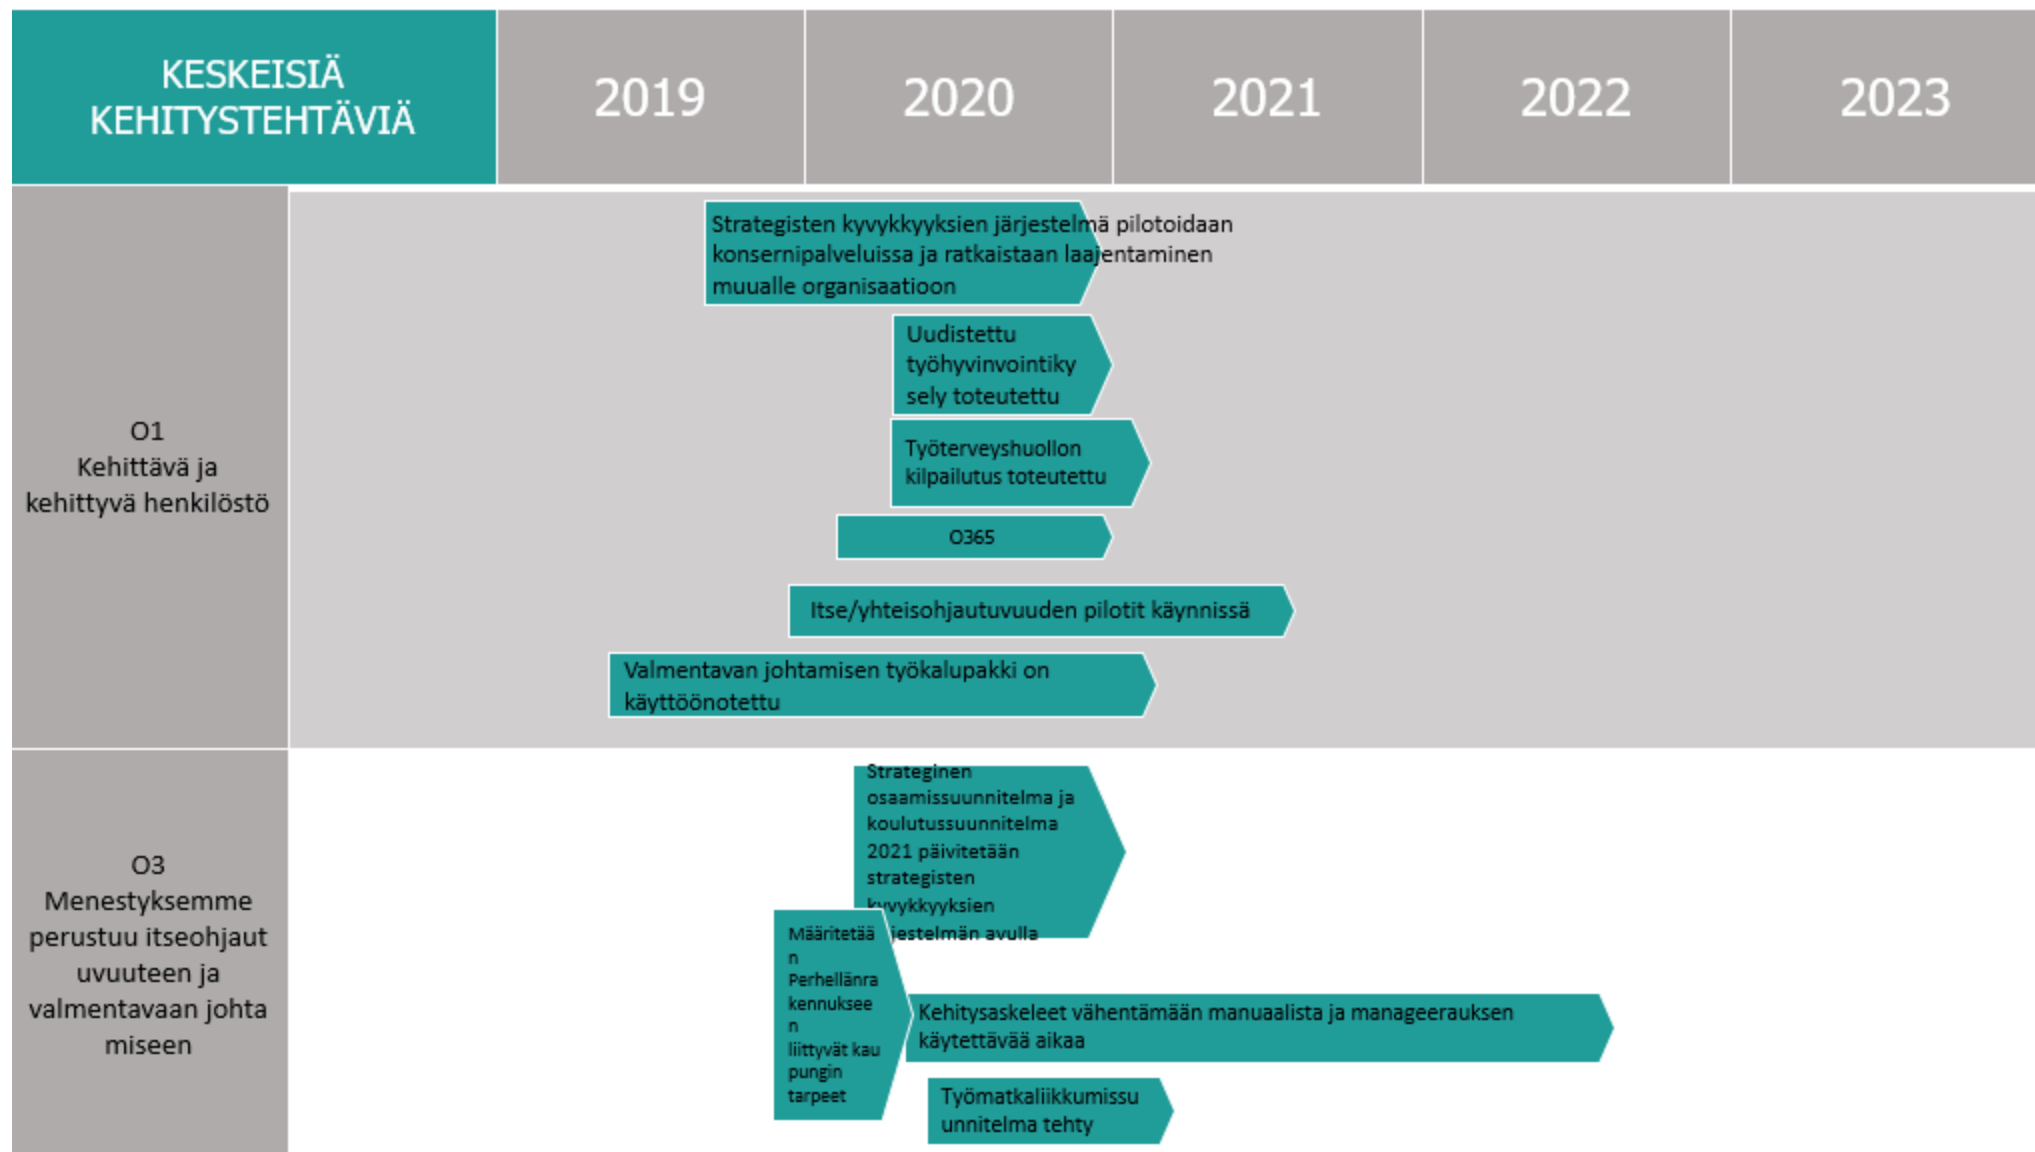 KESKEISIÄ
KEHITYSTEHTÄVIÄ
2019
2020
2021
2022
2023
O1
Kehittävä ja
kehittyvä henkilöstö
Strategisten kyvykkyyksien järjestelmä pilotoidaan
konsernipalveluissa ja ratkaistaan laajentaminen
muualle organisaatioon
Uudistettu
työhyvinvointiky
sely toteutettu
Työterveyshuollon
kilpailutus toteutettu
O365
Itse/yhteisohjautuvuuden pilotit käynnissä
Valmentavan johtamisen työkalupakki on
käyttöönotettu
O3
Menestyksemme
perustuu itseohjaut
uvuuteen ja
valmentavaan johta
miseen
Strateginen
osaamissuunnitelma ja
koulutussuunnitelma
2021 päivitetään
strategisten
kyvykkyyksien
jestelmän avulla
Määritetää
n
Perhellänra
kennuksee
n
liittyvät kau
pungin
tarpeet
Kehitysaskeleet vähentämään manuaalista ja manageerauksen
käytettävää aikaa
Työmatkaliikkumissu
unnitelma tehty